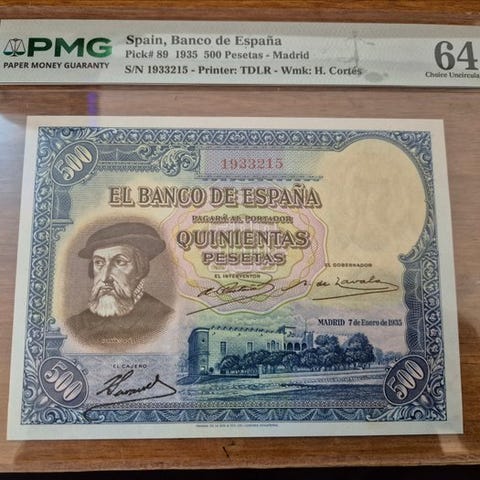 PMG
PAPER MONEY GUARANTY
Spain, Banco de España
Pick# 89 1935 500 Pesetas - Madrid
S/N 1933215 - Printer: TDLR - Wmk: H. Cortés
64
Choice Uncircula
500
1933215
EL BANCO DE ESPAÑA
PAGARÁ AL PORTADOR
QUINIENTAS
PESETAS
EL INTERVENTOR
EL GOBERNADOR
MADRID 7 de Enero de 1935
EL CAJERO
500
500